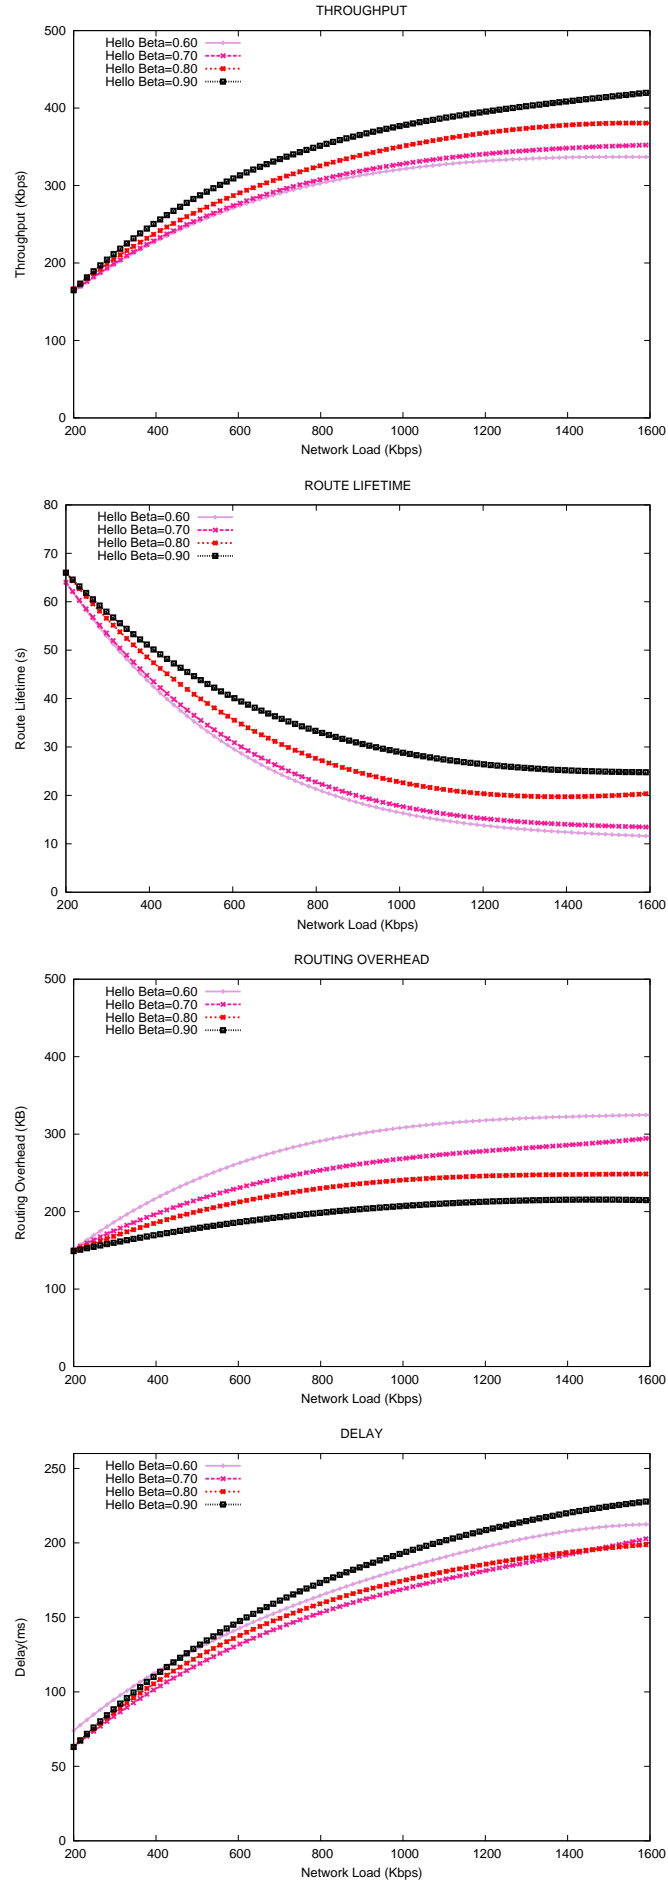 THROUGHPUT
Hello Beta=0.60
Hello Beta=0.70
Hello Beta=0.80
Hello Beta=0.90
500
400
300
200
100
0
Throughput (Kbps)
200 400 600 800 1000 1200 1400 1600
Network Load (Kbps)
ROUTE LIFETIME
Hello Beta=0.60
Hello Beta=0.70
Hello Beta=0.80
Hello Beta=0.90
80
70
60
50
40
30
20
10
0
Route Lifetime (s)
200 400 600 800 1000 1200 1400 1600
Network Load (Kbps)
ROUTING OVERHEAD
Hello Beta=0.60
Hello Beta=0.70
Hello Beta=0.80
Hello Beta=0.90
500
400
300
200
100
0
Routing Overhead (KB)
200 400 600 800 1000 1200 1400 1600
Network Load (Kbps)
DELAY
Hello Beta=0.60
Hello Beta=0.70
Hello Beta=0.80
Hello Beta=0.90
250
200
150
100
50
0
Delay(ms)
200 400 600 800 1000 1200 1400 1600
Network Load (Kbps)